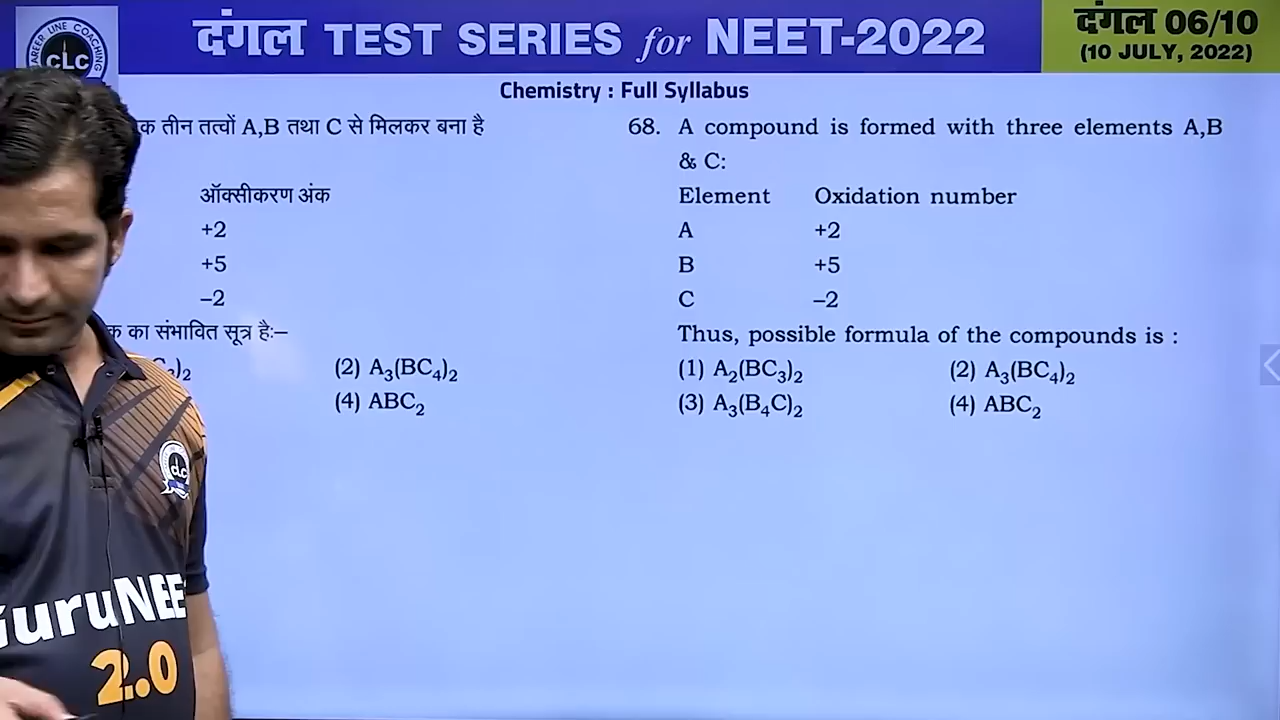 दंगल TEST SERIES for NEET-2022
दंगल 06/10
(10 JULY, 2022)
CLC
Chemistry : Full Syllabus
तीन तत्वों A,B तथा C से मिलकर बना है
ऑक्सीकरण अंक
+2
+5
–2
का संभावित सूत्र है:–
(2) A₃(BC₄)₂
(4) ABC₂
68. A compound is formed with three elements A,B
& C:
Element Oxidation number
A +2
B +5
C –2
Thus, possible formula of the compounds is :
(1) A₂(BC₃)₂ (2) A₃(BC₄)₂
(3) A₃(B₄C)₂ (4) ABC₂
CLC
2.0